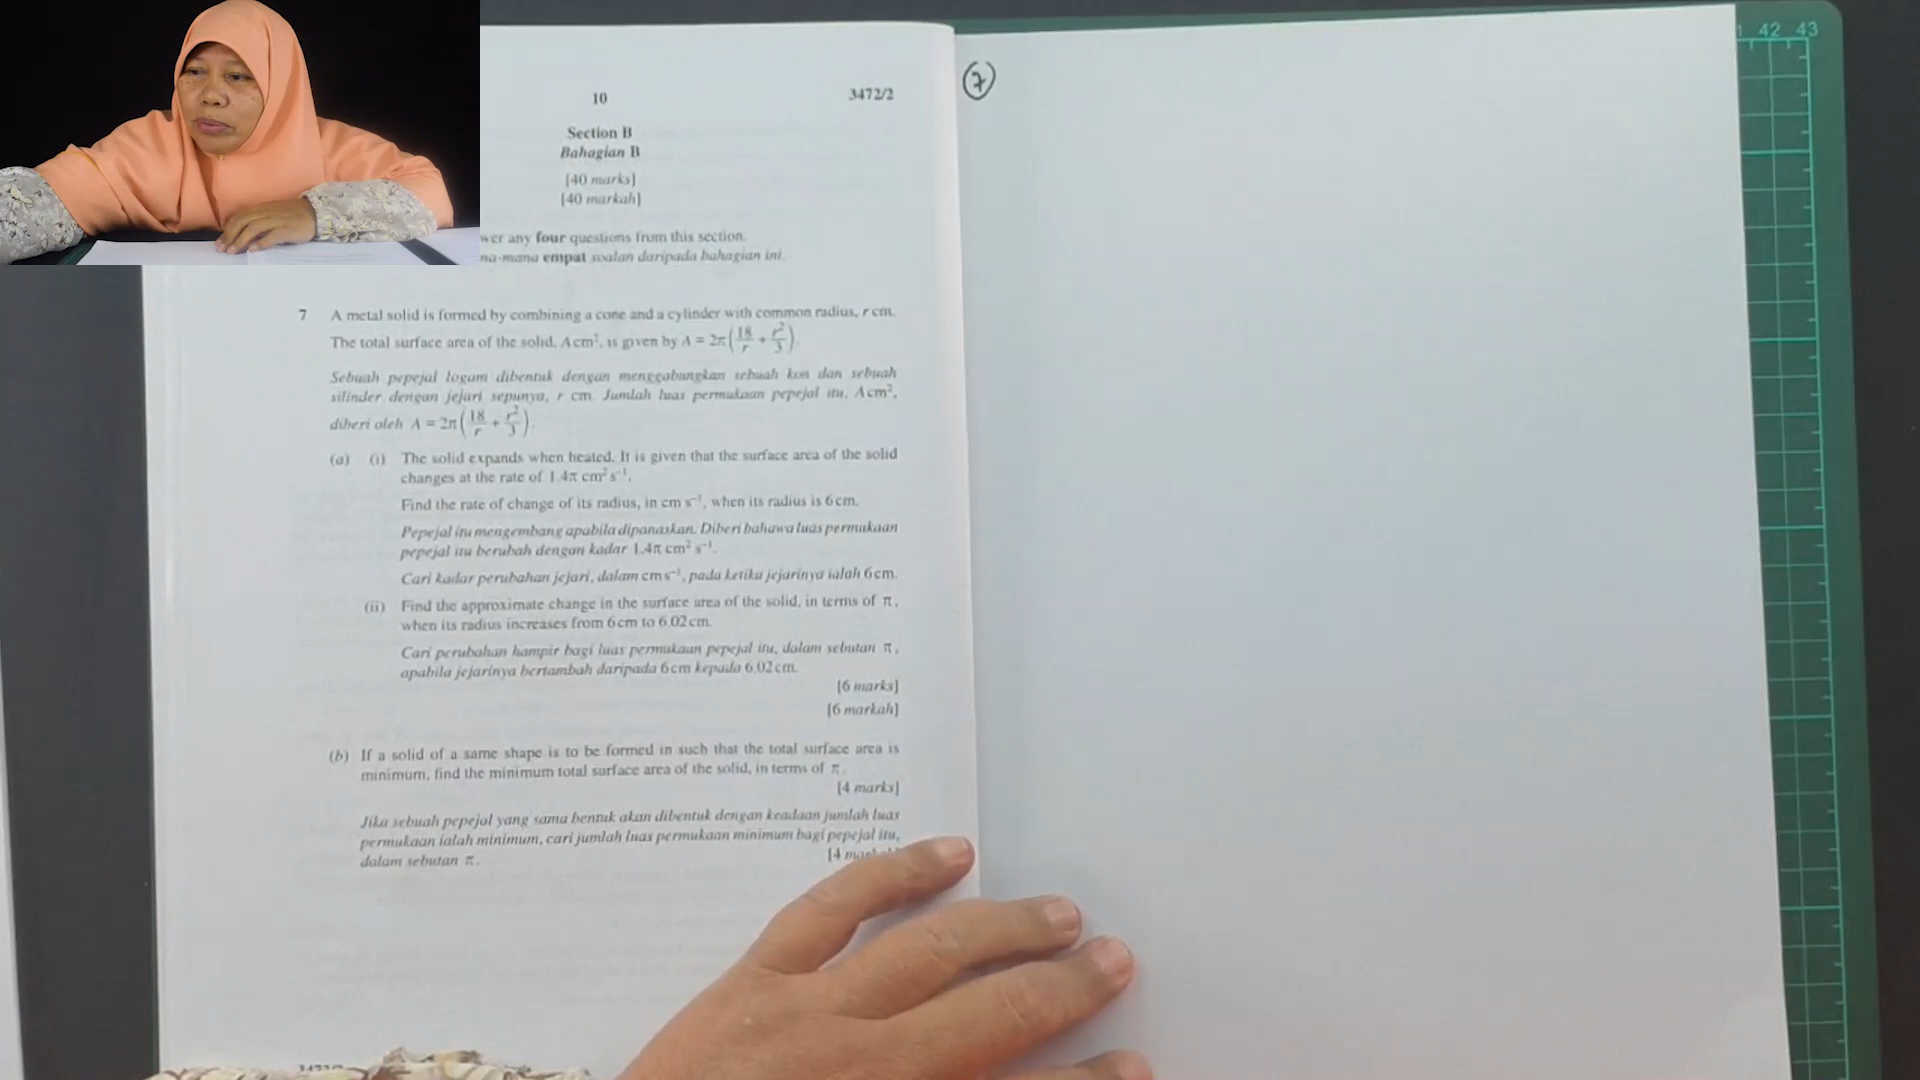 10
3472/2
Section B
Bahagian B
[40 marks]
[40 markah]
wer any four questions from this section.
na-mana empat soalan daripada bahagian ini.
7 A metal solid is formed by combining a cone and a cylinder with common radius, r cm.
The total surface area of the solid, A cm², is given by A = 2π(18/r + r²/3).
Sebuah pepejal logam dibentuk dengan menggabungkan sebuah kon dan sebuah
silinder dengan jejari sepunya, r cm. Jumlah luas permukaan pepejal itu, A cm²,
diberi oleh A = 2π(18/r + r²/3).
(a) (i) The solid expands when heated. It is given that the surface area of the solid
changes at the rate of 1.4π cm² s⁻¹.
Find the rate of change of its radius, in cm s⁻¹, when its radius is 6 cm.
Pepejal itu mengembang apabila dipanaskan. Diberi bahawa luas permukaan
pepejal itu berubah dengan kadar 1.4π cm² s⁻¹.
Cari kadar perubahan jejari, dalam cm s⁻¹, pada ketika jejarinya ialah 6 cm.
(ii) Find the approximate change in the surface area of the solid, in terms of π,
when its radius increases from 6 cm to 6.02 cm.
Cari perubahan hampir bagi luas permukaan pepejal itu, dalam sebutan π,
apabila jejarinya bertambah daripada 6 cm kepada 6.02 cm.
[6 marks]
[6 markah]
(b) If a solid of a same shape is to be formed in such that the total surface area is
minimum, find the minimum total surface area of the solid, in terms of π.
[4 marks]
Jika sebuah pepejal yang sama bentuk akan dibentuk dengan keadaan jumlah luas
permukaan ialah minimum, cari jumlah luas permukaan minimum bagi pepejal itu,
dalam sebutan π.
[4
7
42 43